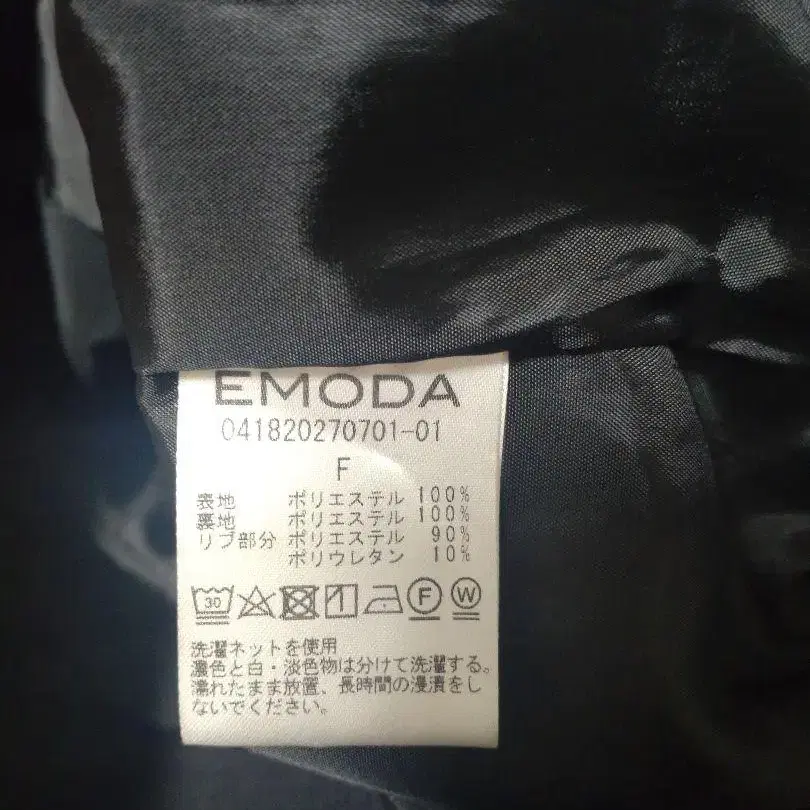 EMODA
041820270701-01
F
表地 ポリエステル 100%
裏地 ポリエステル 100%
リブ部分 ポリエステル 90%
ポリウレタン 10%
30 F W
洗濯ネットを使用
濃色と白・淡色物は分けて洗濯する。
濡れたまま放置、長時間の浸漬をし
ないでください。